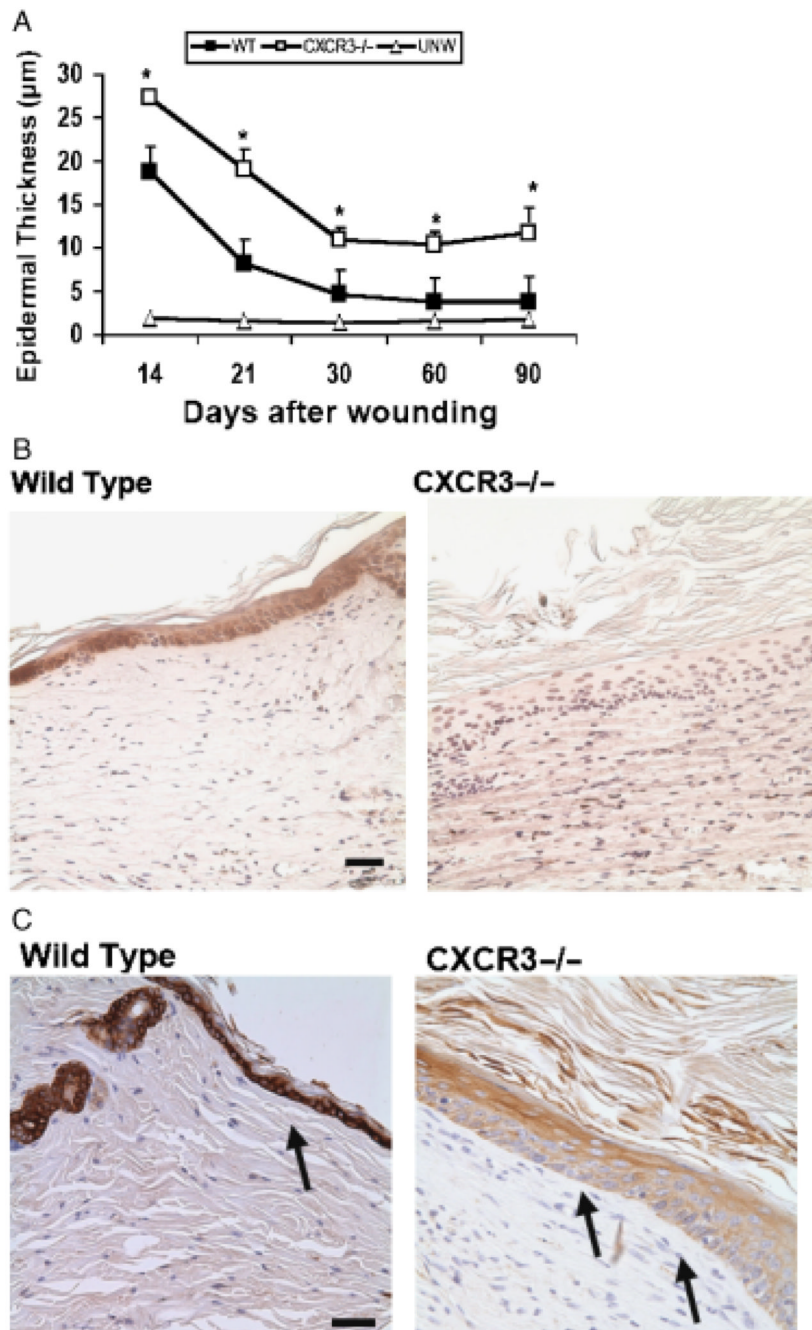 A
WT CXCR3-/- UNW
Epidermal Thickness (μm)
30
25
20
15
10
5
0
* * * * *
14 21 30 60 90
Days after wounding
B
Wild Type CXCR3-/-
C
Wild Type CXCR3-/-